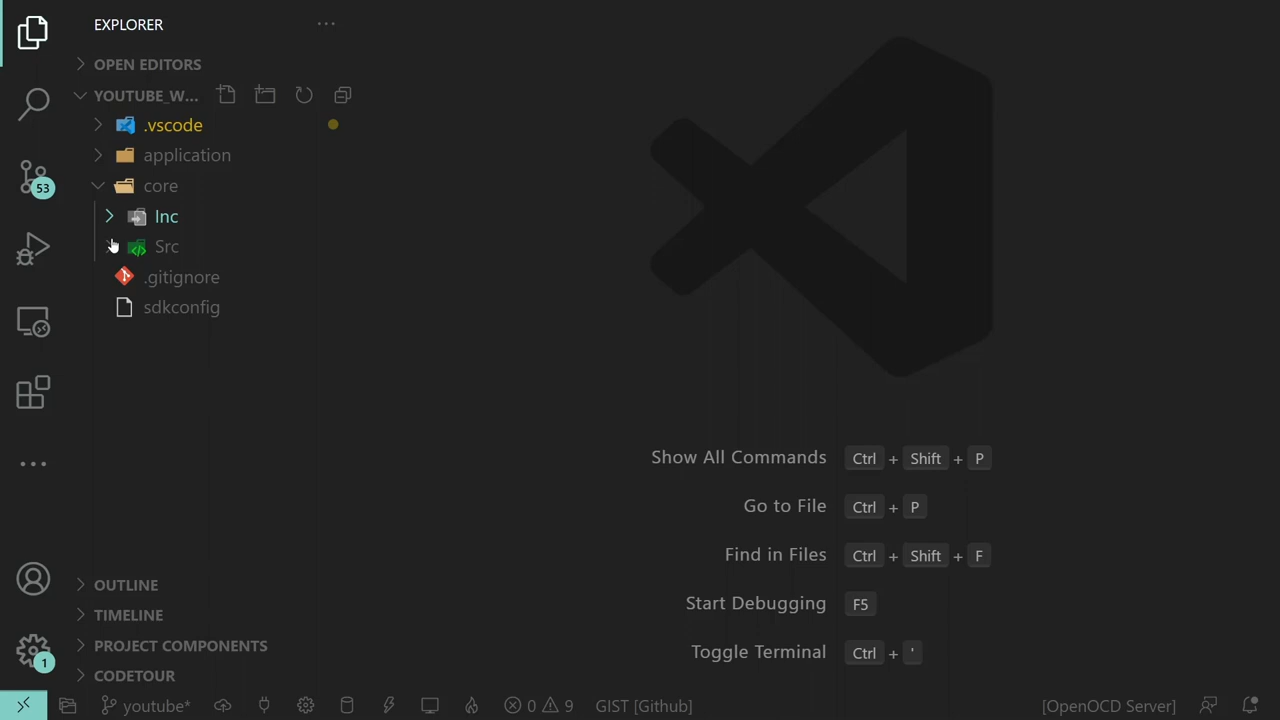 EXPLORER
OPEN EDITORS
YOUTUBE_W...
.vscode
application
core
Inc
Src
.gitignore
sdkconfig
53
OUTLINE
TIMELINE
PROJECT COMPONENTS
CODETOUR
1
Show All Commands Ctrl + Shift + P
Go to File Ctrl + P
Find in Files Ctrl + Shift + F
Start Debugging F5
Toggle Terminal Ctrl + '
youtube* 0 9 GIST [Github] [OpenOCD Server]